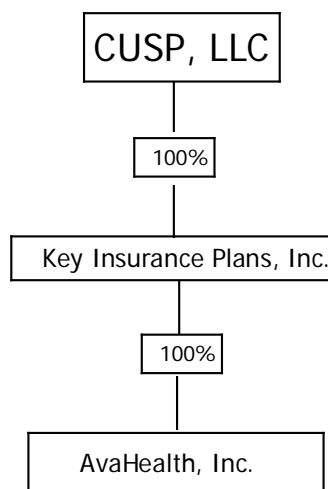 CUSP, LLC
100%
Key Insurance Plans, Inc.
100%
AvaHealth, Inc.